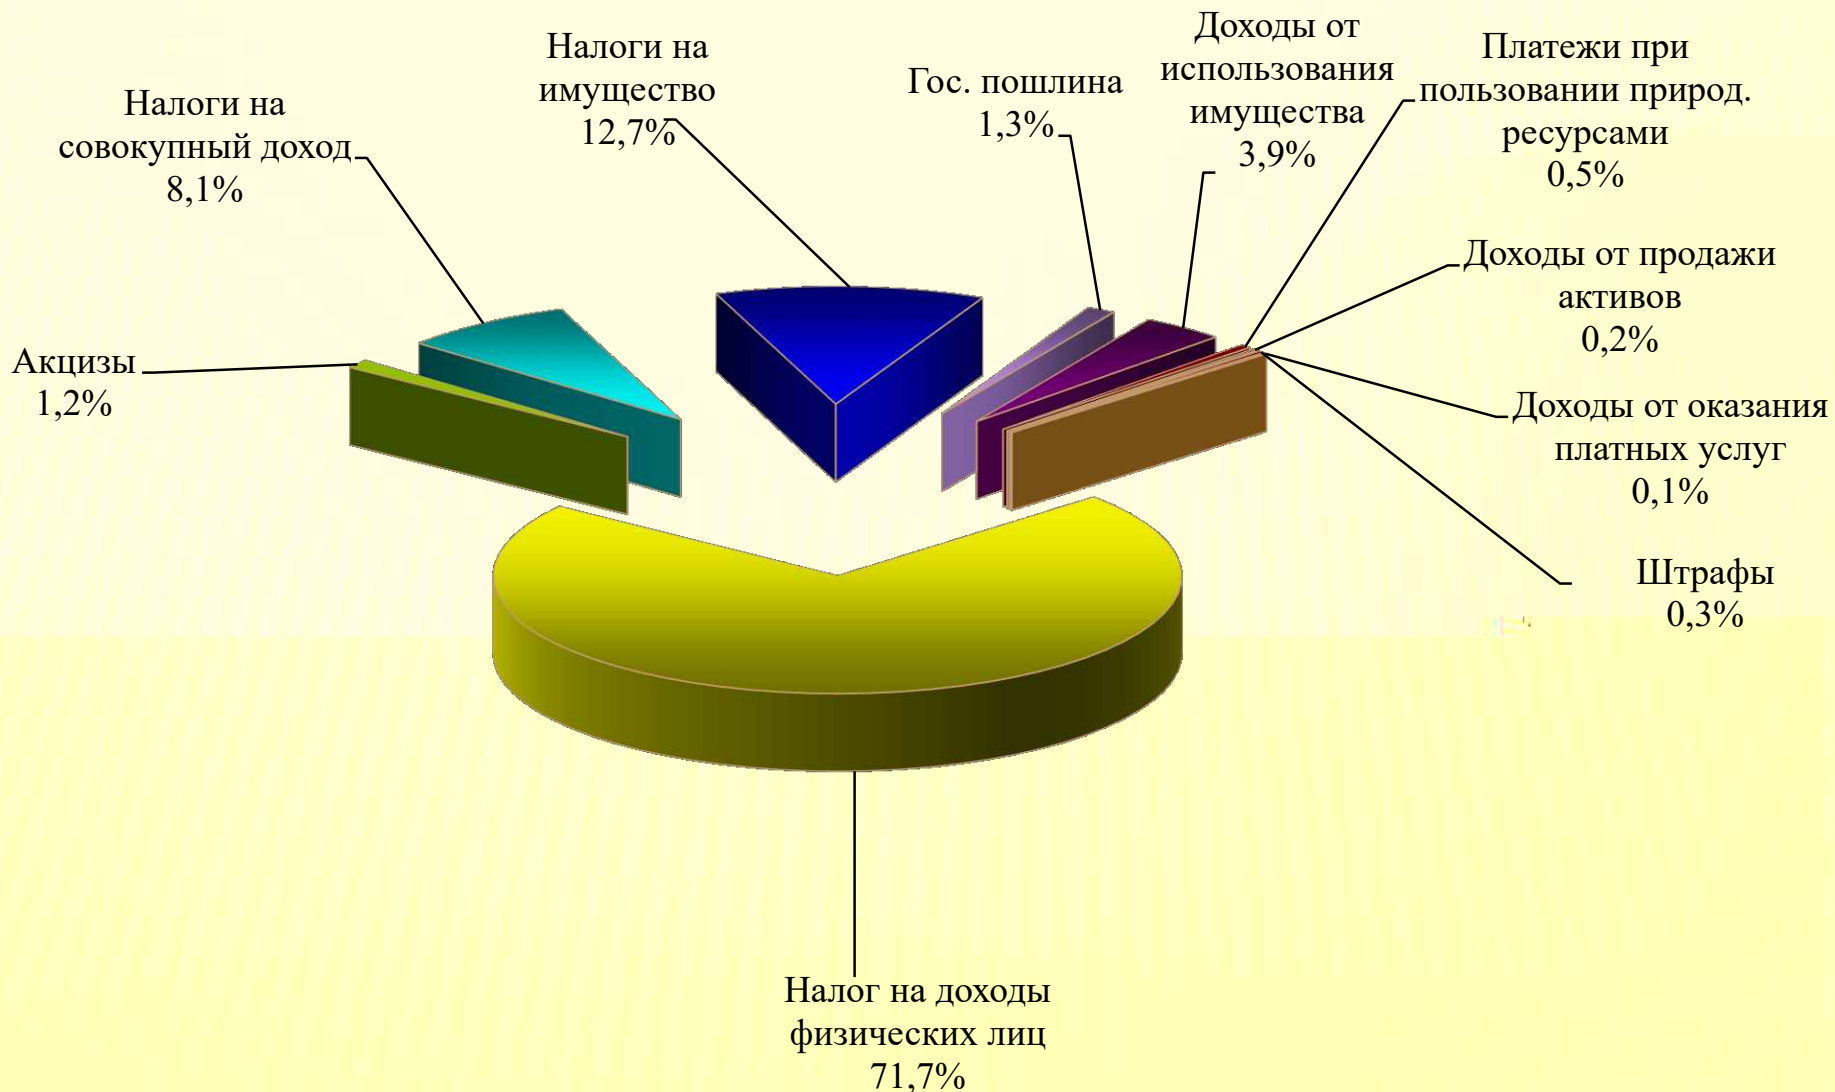 Налоги на
совокупный доход
8,1%
Налоги на
имущество
12,7%
Гос. пошлина
1,3%
Доходы от
использования
имущества
3,9%
Платежи при
пользовании природ.
ресурсами
0,5%
Доходы от продажи
активов
0,2%
Акцизы
1,2%
Доходы от оказания
платных услуг
0,1%
Штрафы
0,3%
Налог на доходы
физических лиц
71,7%